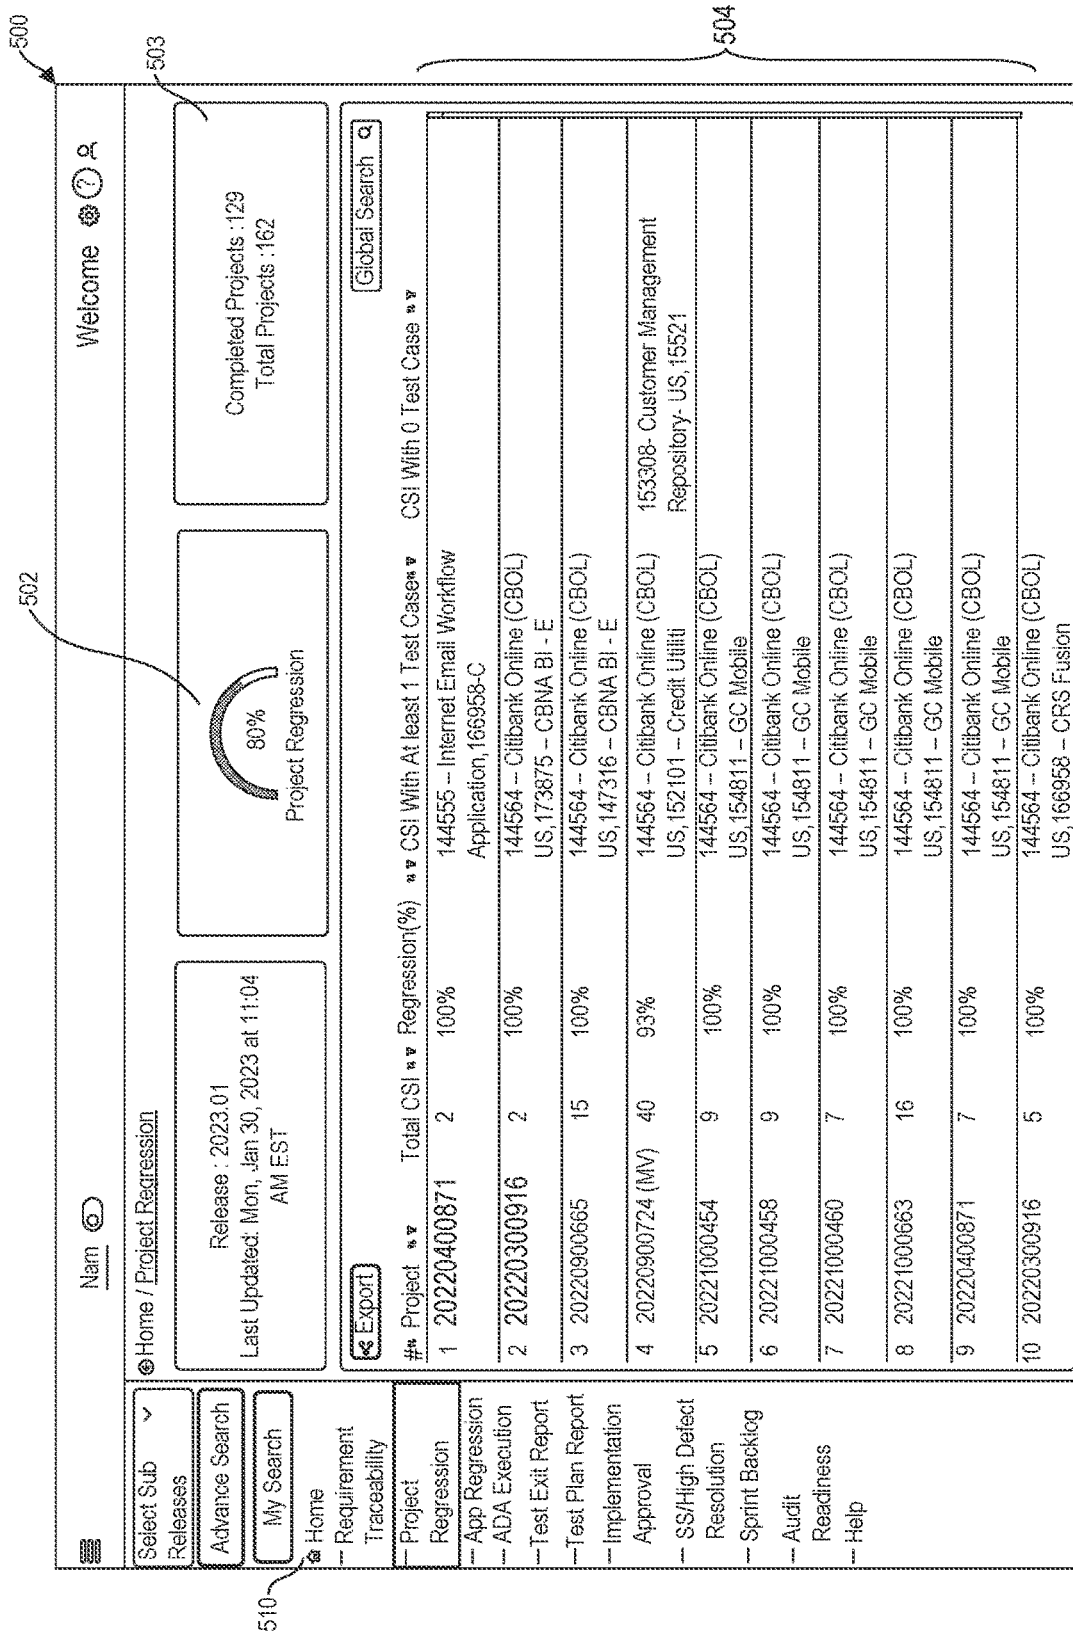 500
Nam
Welcome ?
Select Sub
Releases
Advance Search
My Search
510
Home
Requirement
Traceability
Project
Regression
App Regression
ADA Execution
Test Exit Report
Test Plan Report
Implementation
Approval
SS/High Defect
Resolution
Sprint Backlog
Audit
Readiness
Help
Home / Project Regression
Release : 2023.01
Last Updated: Mon, Jan 30, 2023 at 11:04
AM EST
502
80%
Project Regression
503
Completed Projects :129
Total Projects :162
Export
Global Search
504
# Project Total CSI Regression(%) CSI With At least 1 Test Case CSI With 0 Test Case
1 20220400871 2 100% 144555 – Internet Email Workflow
Application,166958-C
2 20220300916 2 100% 144564 – Citibank Online (CBOL)
US,173875 – CBNA BI - E
3 20220900665 15 100% 144564 – Citibank Online (CBOL)
US,147316 – CBNA BI - E
4 20220900724 (MV) 40 93% 144564 – Citibank Online (CBOL) 153308- Customer Management
US,152101 – Credit Utiliti Repository- US,15521
5 20221000454 9 100% 144564 – Citibank Online (CBOL)
US,154811 – GC Mobile
6 20221000458 9 100% 144564 – Citibank Online (CBOL)
US,154811 – GC Mobile
7 20221000460 7 100% 144564 – Citibank Online (CBOL)
US,154811 – GC Mobile
8 20221000663 16 100% 144564 – Citibank Online (CBOL)
US,154811 – GC Mobile
9 20220400871 7 100% 144564 – Citibank Online (CBOL)
US,154811 – GC Mobile
10 20220300916 5 100% 144564 – Citibank Online (CBOL)
US,166958 – CRS Fusion